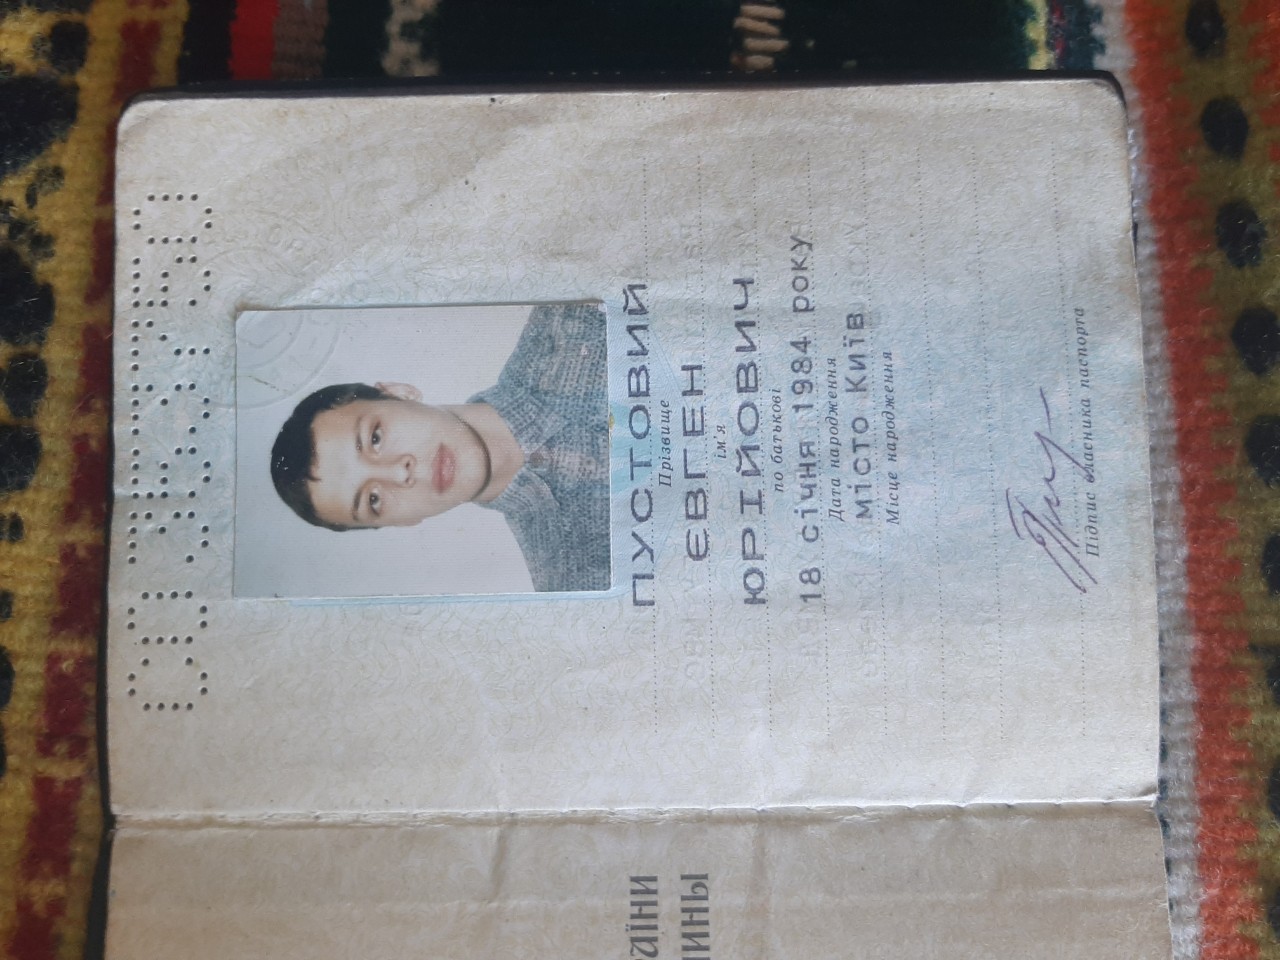 ПУСТОВИЙ
Прізвище
ЄВГЕН
ім'я
ЮРІЙОВИЧ
по батькові
18 січня 1984 року
Дата народження
місто Київ
Місце народження
Підпис власника паспорта